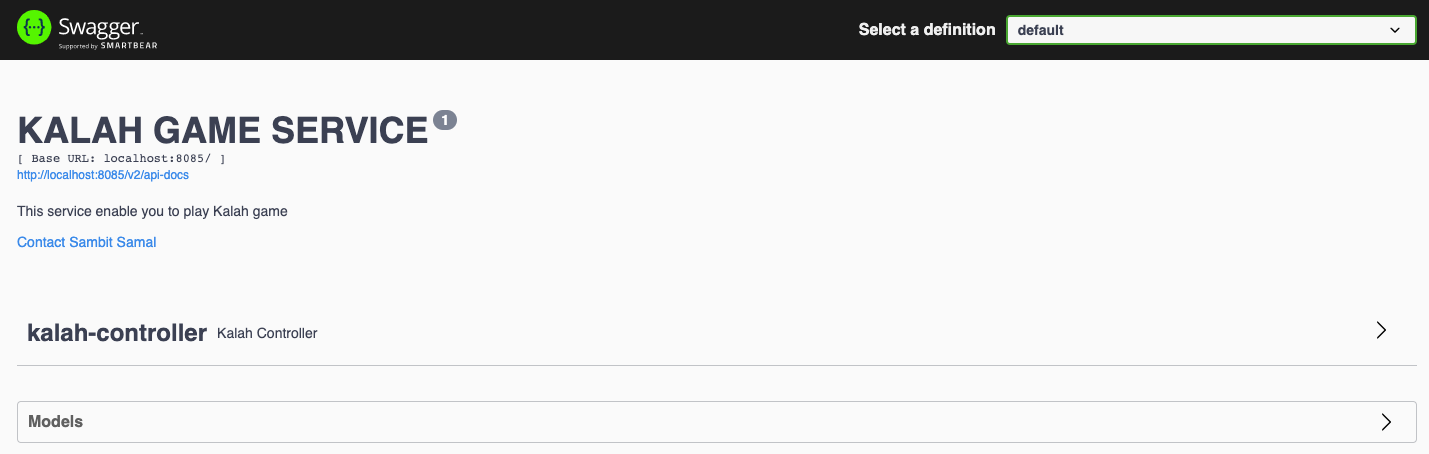 Swagger
Supported by SMARTBEAR
Select a definition
default
KALAH GAME SERVICE 1
[ Base URL: localhost:8085/ ]
http://localhost:8085/v2/api-docs
This service enable you to play Kalah game
Contact Sambit Samal
kalah-controller Kalah Controller
Models